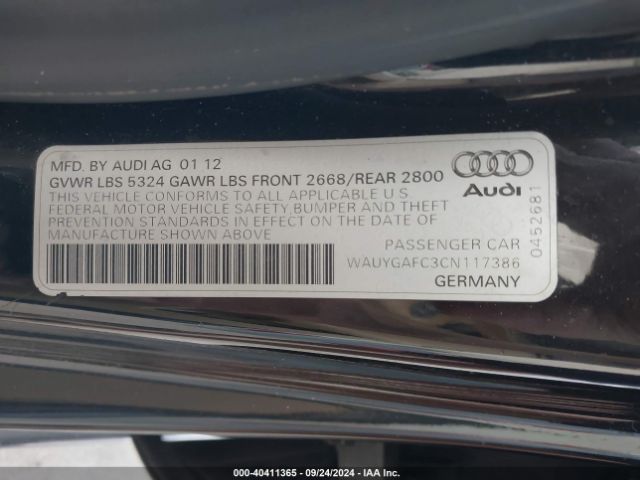 MFD. BY AUDI AG 01 12
GVWR LBS 5324 GAWR LBS FRONT 2668/REAR 2800
THIS VEHICLE CONFORMS TO ALL APPLICABLE U.S.
FEDERAL MOTOR VEHICLE SAFETY, BUMPER AND THEFT
PREVENTION STANDARDS IN EFFECT ON THE DATE OF
MANUFACTURE SHOWN ABOVE
Audi
0452681
PASSENGER CAR
WAUYGAFC3CN117386
GERMANY
000-40411365 - 09/24/2024 - IAA Inc.